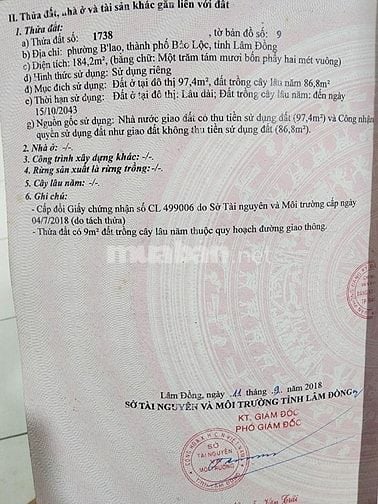 II. Thửa đất, nhà ở và tài sản khác gắn liền với đất
1. Thửa đất:
a) Thửa đất số: 1738 , tờ bản đồ số: 9
b) Địa chỉ: phường B'lao, thành phố Bảo Lộc, tỉnh Lâm Đồng
c) Diện tích: 184,2m², (bằng chữ: Một trăm tám mươi bốn phẩy hai mét vuông)
d) Hình thức sử dụng: Sử dụng riêng
đ) Mục đích sử dụng: Đất ở tại đô thị 97,4m², đất trồng cây lâu năm 86,8m²
e) Thời hạn sử dụng: Đất ở tại đô thị: Lâu dài; Đất trồng cây lâu năm: đến ngày
15/10/2043
g) Nguồn gốc sử dụng: Nhà nước giao đất có thu tiền sử dụng đất (97,4m²) và Công nhận
quyền sử dụng đất như giao đất không thu tiền sử dụng đất (86,8m²).
2. Nhà ở: -/-.
3. Công trình xây dựng khác: -/-.
4. Rừng sản xuất là rừng trồng: -/-.
5. Cây lâu năm: -/-.
6. Ghi chú:
- Cấp đổi Giấy chứng nhận số CL 499006 do Sở Tài nguyên và Môi trường cấp ngày
04/7/2018 (do tách thửa)
- Thửa đất có 9m² đất trồng cây lâu năm thuộc quy hoạch đường giao thông.
muaban.net
Lâm Đồng, ngày 11 tháng 9 năm 2018
SỞ TÀI NGUYÊN VÀ MÔI TRƯỜNG TỈNH LÂM ĐỒNG
KT. GIÁM ĐỐC
PHÓ GIÁM ĐỐC
SỞ
TÀI NGUYÊN
MÔI TRƯỜNG